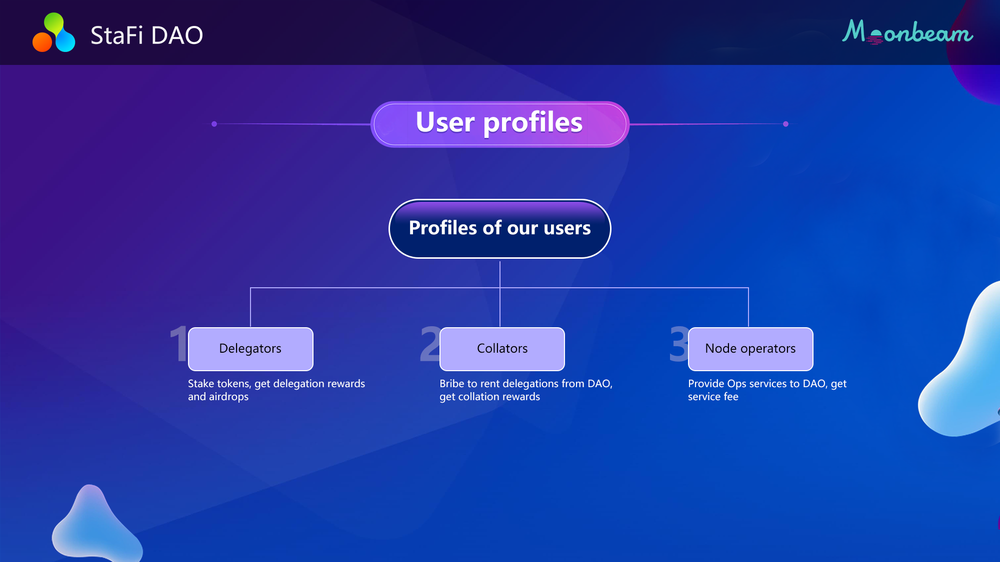 StaFi DAO
Moonbeam
User profiles
Profiles of our users
1
Delegators
Stake tokens, get delegation rewards
and airdrops
2
Collators
Bribe to rent delegations from DAO,
get collation rewards
3
Node operators
Provide Ops services to DAO, get
service fee